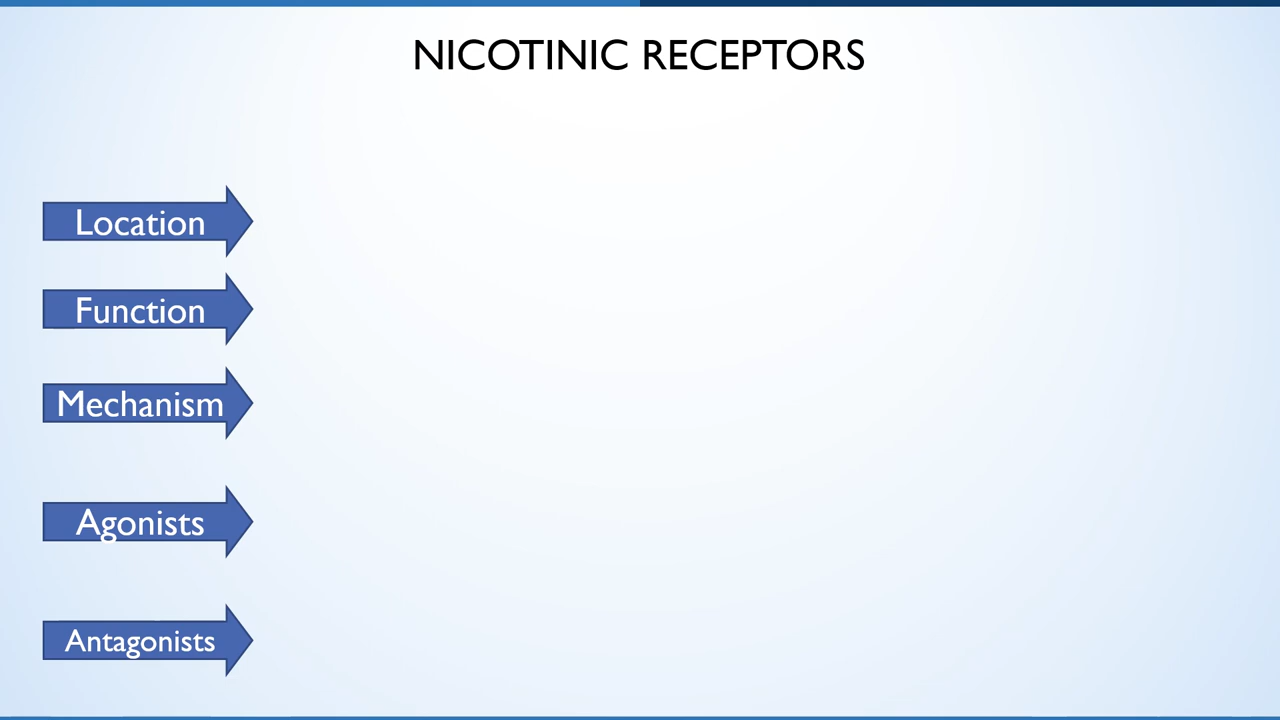 NICOTINIC RECEPTORS
Location
Function
Mechanism
Agonists
Antagonists